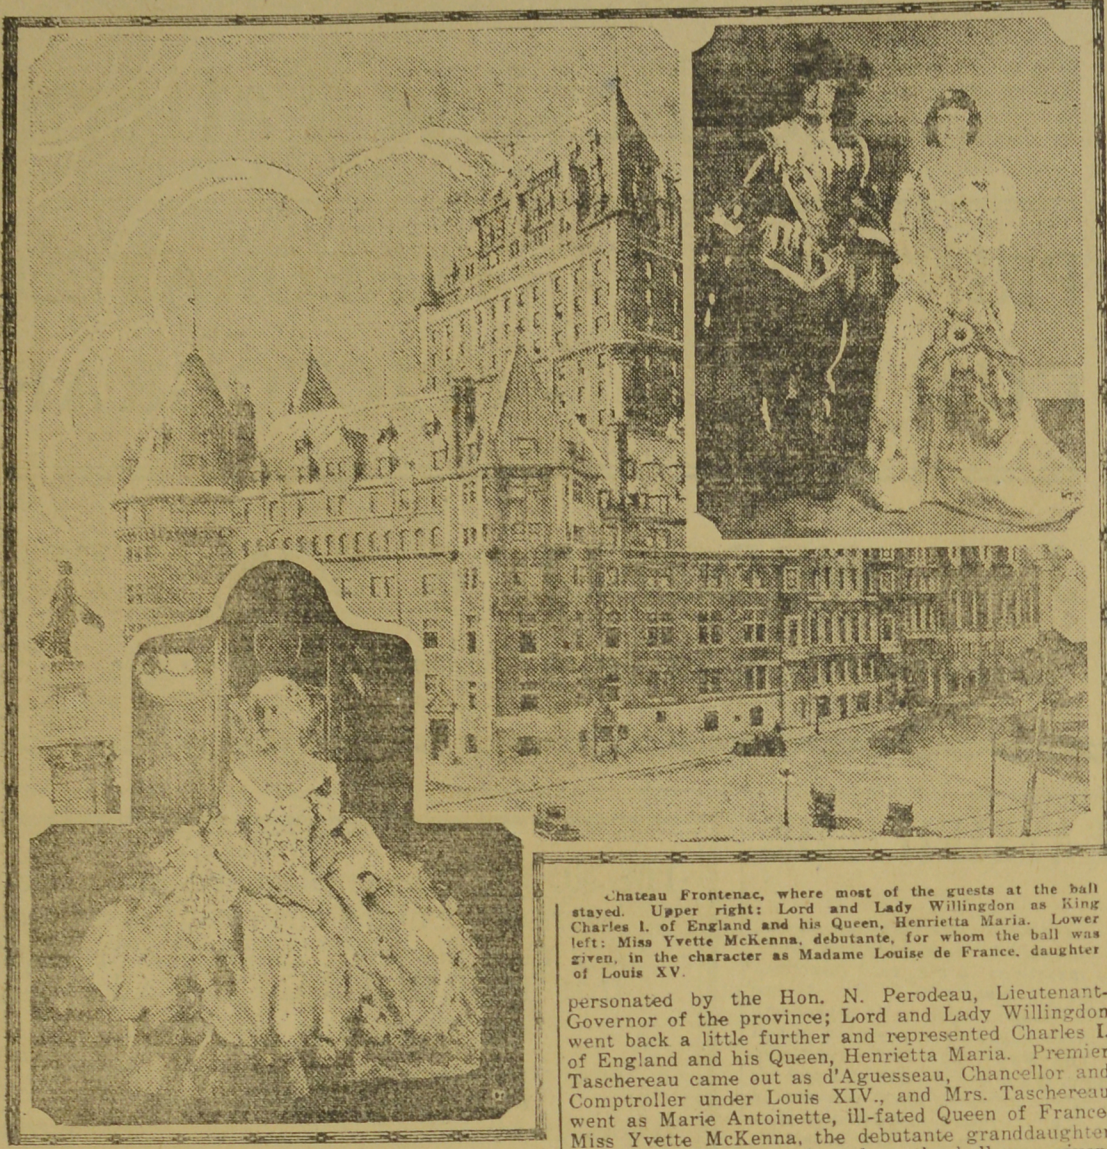 Chateau Frontenac, where most of the guests at the ball
stayed. Upper right: Lord and Lady Willingdon as King
Charles I. of England and his Queen, Henrietta Maria. Lower
left: Miss Yvette McKenna, debutante, for whom the ball was
given, in the character as Madame Louise de France, daughter
of Louis XV.
personated by the Hon. N. Perodeau, Lieutenant-
Governor of the province; Lord and Lady Willingdon
went back a little further and represented Charles I.
of England and his Queen, Henrietta Maria. Premier
Taschereau came out as d'Aguesseau, Chancellor and
Comptroller under Louis XIV., and Mrs. Taschereau
went as Marie Antoinette, ill-fated Queen of France
Miss Yvette McKenna, the debutante granddaughter